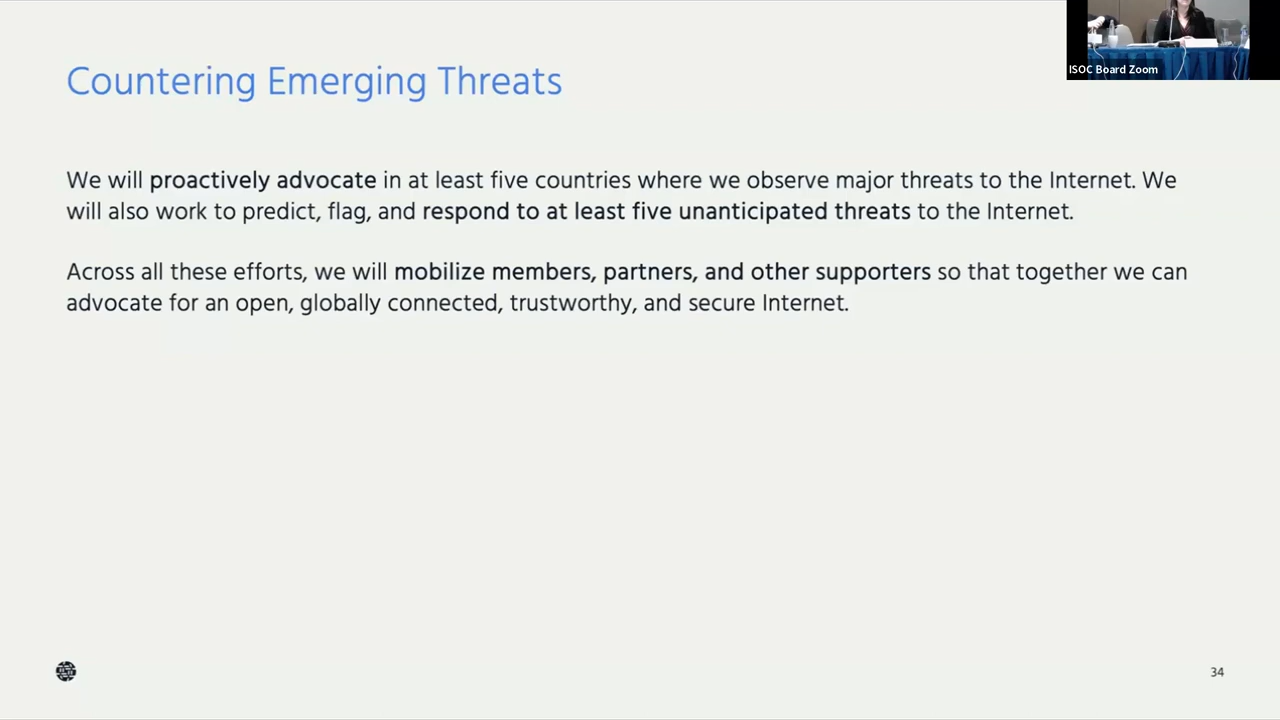 ISOC Board Zoom
Countering Emerging Threats
We will proactively advocate in at least five countries where we observe major threats to the Internet. We
will also work to predict, flag, and respond to at least five unanticipated threats to the Internet.
Across all these efforts, we will mobilize members, partners, and other supporters so that together we can
advocate for an open, globally connected, trustworthy, and secure Internet.
34